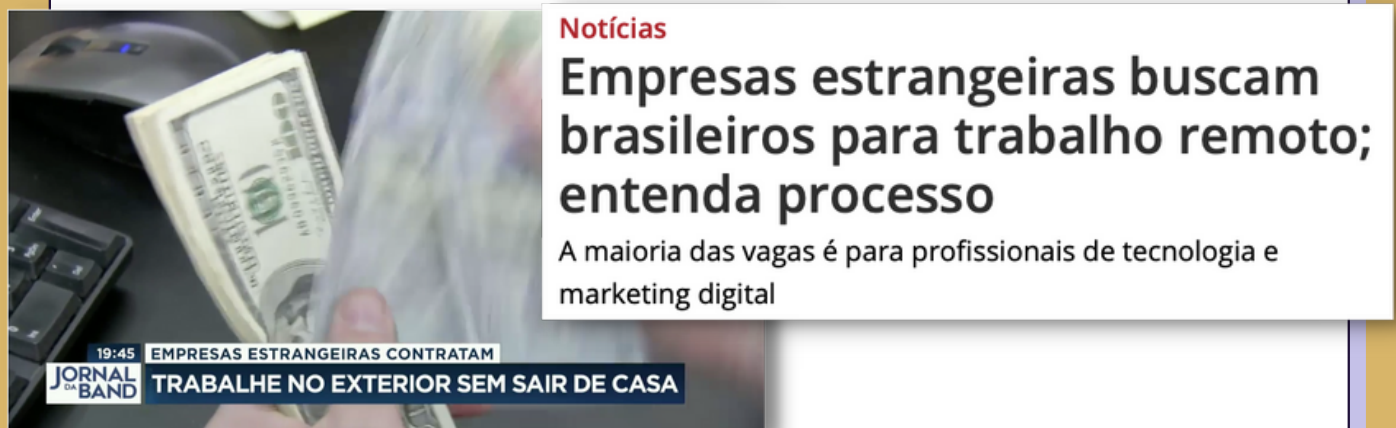 Notícias
Empresas estrangeiras buscam
brasileiros para trabalho remoto;
entenda processo
A maioria das vagas é para profissionais de tecnologia e
marketing digital
19:45 EMPRESAS ESTRANGEIRAS CONTRATAM
JORNAL DA BAND
TRABALHE NO EXTERIOR SEM SAIR DE CASA
100